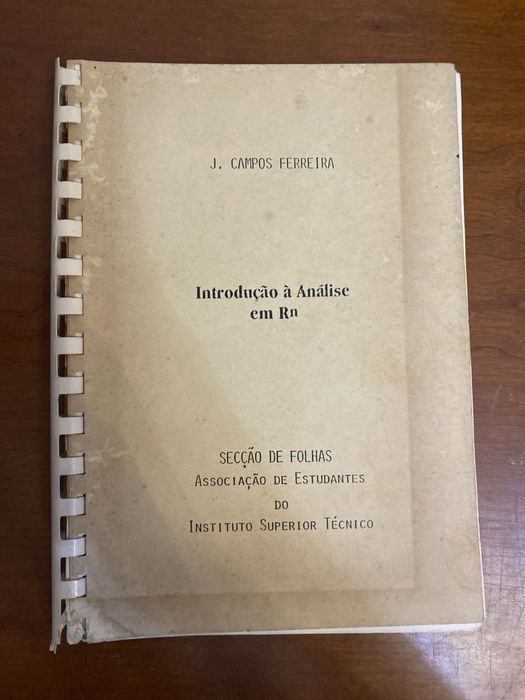 J. CAMPOS FERREIRA
Introdução à Análise
em Rn
SECÇÃO DE FOLHAS
ASSOCIAÇÃO DE ESTUDANTES
DO
INSTITUTO SUPERIOR TÉCNICO